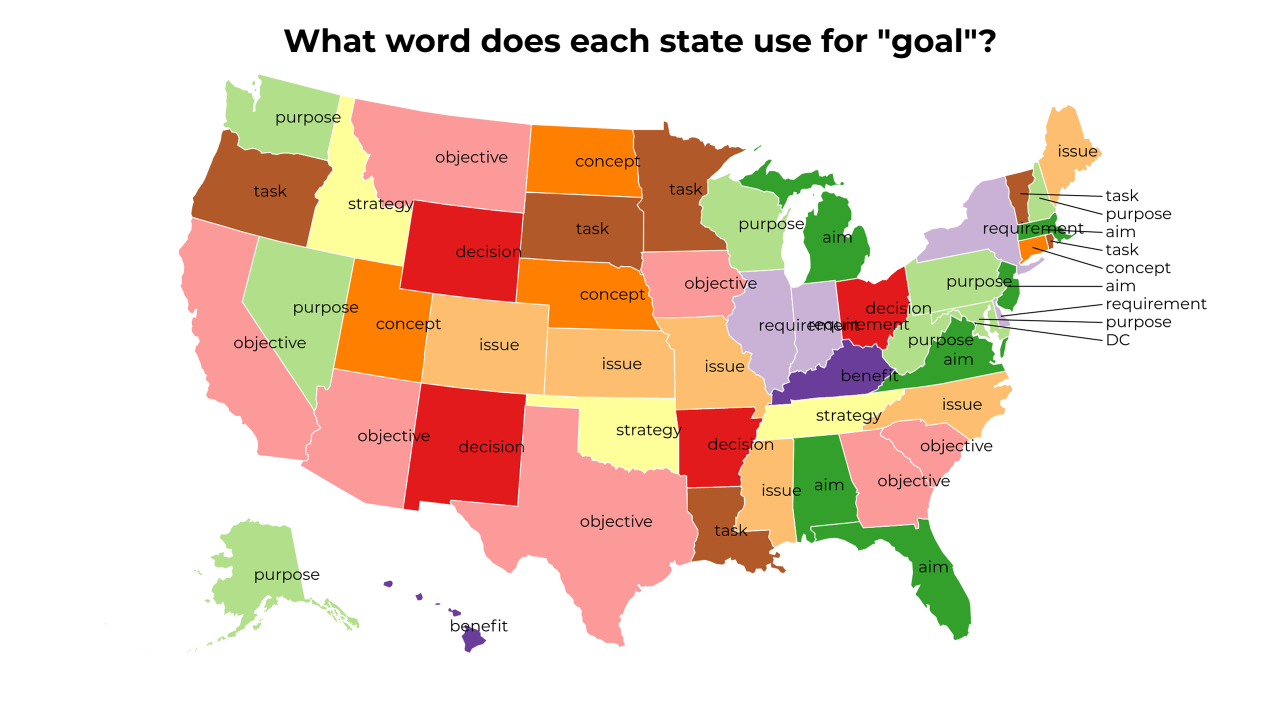 What word does each state use for "goal"?
purpose
objective
concept
task
issue
task
strategy
task
purpose
task
requirement
aim
purpose
aim
task
decision
concept
purpose
objective
purpose
aim
concept
requirement
purpose
decision
concept
requirement
requirement
purpose
DC
objective
issue
issue
issue
purpose
aim
benefit
objective
decision
strategy
decision
strategy
issue
objective
objective
task
issue
aim
objective
purpose
aim
benefit